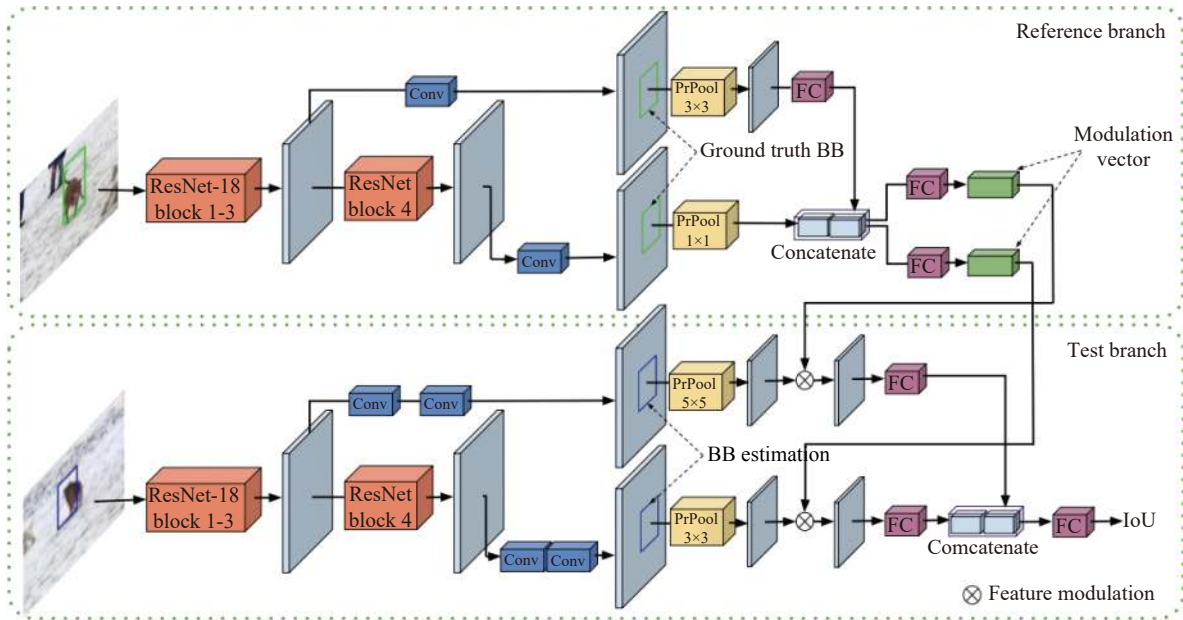 Reference branch
Conv
PrPool
3×3
FC
Ground truth BB
Modulation
vector
ResNet-18
block 1-3
ResNet
block 4
Conv
PrPool
1×1
Concatenate
FC
FC
Test branch
Conv
Conv
PrPool
5×5
FC
BB estimation
ResNet-18
block 1-3
ResNet
block 4
Conv
Conv
PrPool
3×3
FC
Comcatenate
FC
IoU
Feature modulation